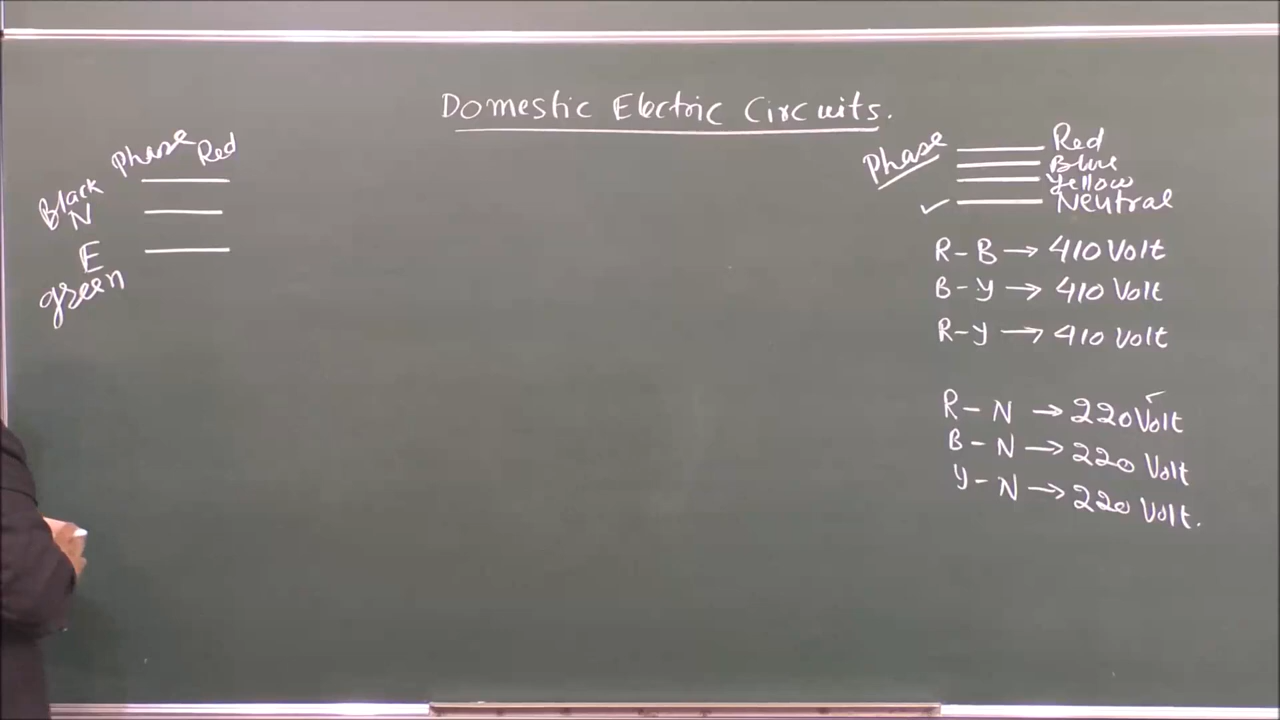 Domestic Electric Circuits.
Phase Red
Black
N
E
green
Phase
Red
Blue
Yellow
Neutral
R-B → 410 Volt
B-Y → 410 Volt
R-Y → 410 Volt
R-N → 220 Volt
B-N → 220 Volt
Y-N → 220 Volt.